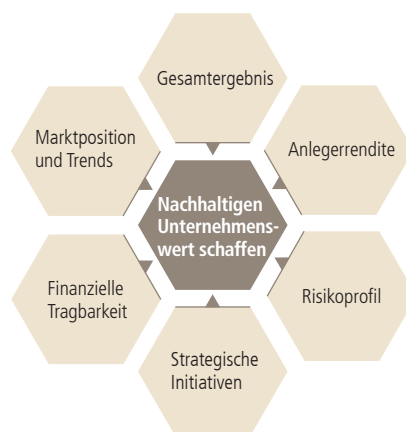 Gesamtergebnis
Marktposition
und Trends
Anlegerrendite
Nachhaltigen
Unternehmens-
wert schaffen
Finanzielle
Tragbarkeit
Risikoprofil
Strategische
Initiativen